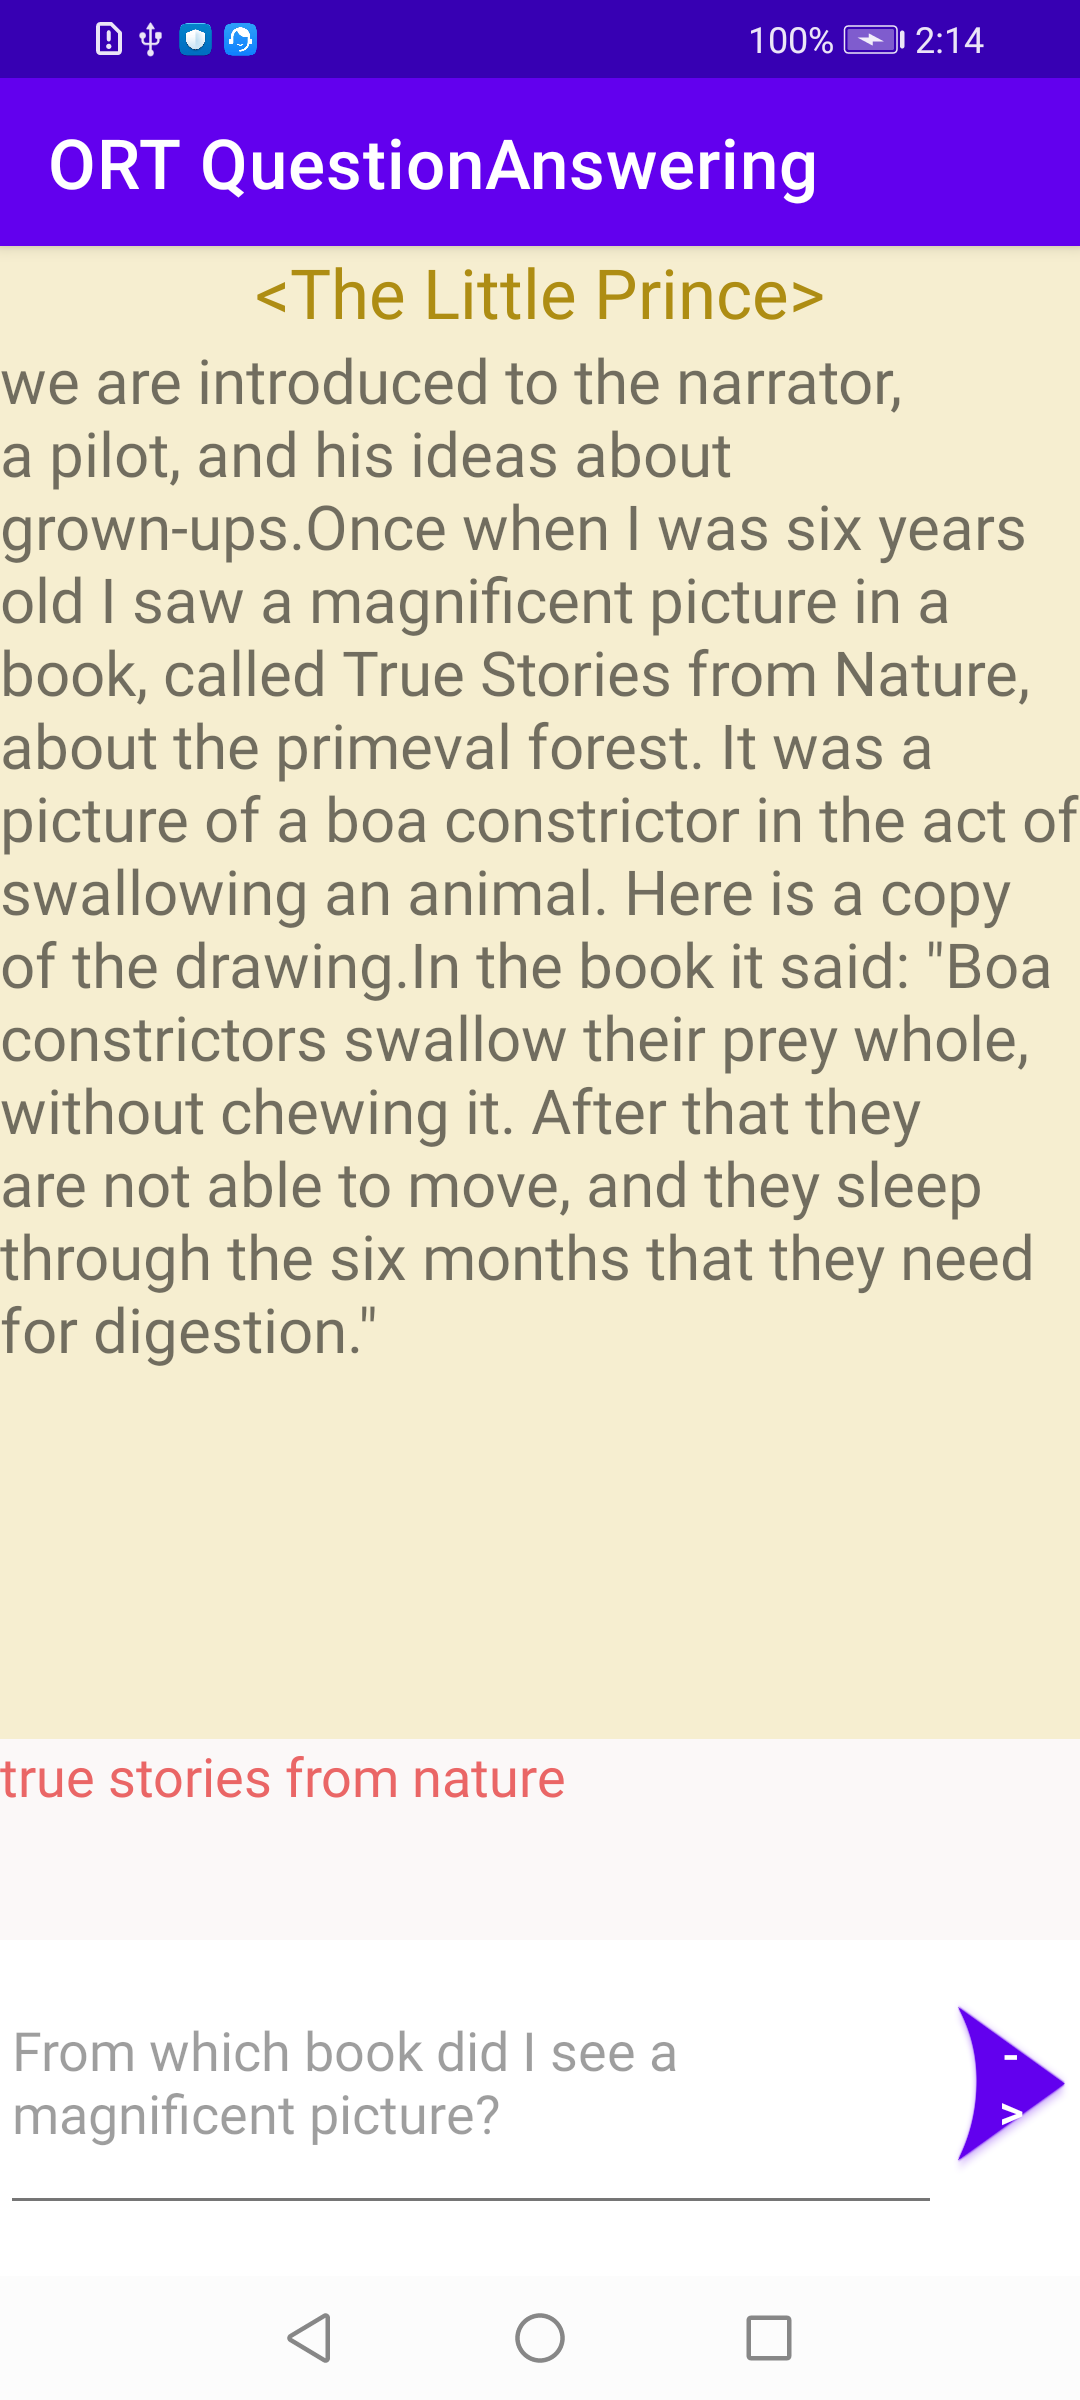 100% 2:14
ORT QuestionAnswering
<The Little Prince>
we are introduced to the narrator,
a pilot, and his ideas about
grown-ups.Once when I was six years
old I saw a magnificent picture in a
book, called True Stories from Nature,
about the primeval forest. It was a
picture of a boa constrictor in the act of
swallowing an animal. Here is a copy
of the drawing.In the book it said: "Boa
constrictors swallow their prey whole,
without chewing it. After that they
are not able to move, and they sleep
through the six months that they need
for digestion."
true stories from nature
From which book did I see a
magnificent picture?
-
>